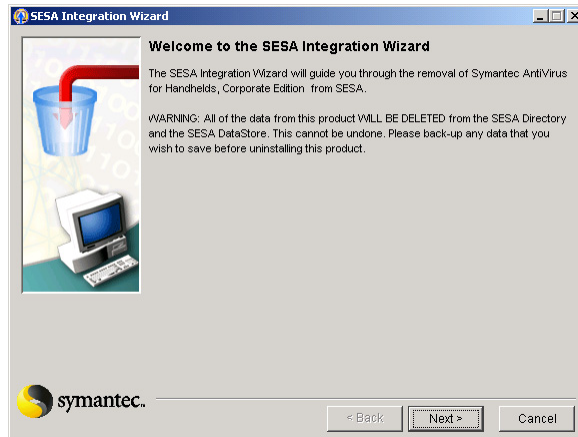 SESA Integration Wizard
Welcome to the SESA Integration Wizard
The SESA Integration Wizard will guide you through the removal of Symantec AntiVirus
for Handhelds, Corporate Edition from SESA.
WARNING: All of the data from this product WILL BE DELETED from the SESA Directory
and the SESA DataStore. This cannot be undone. Please back-up any data that you
wish to save before uninstalling this product.
symantec™
< Back Next > Cancel